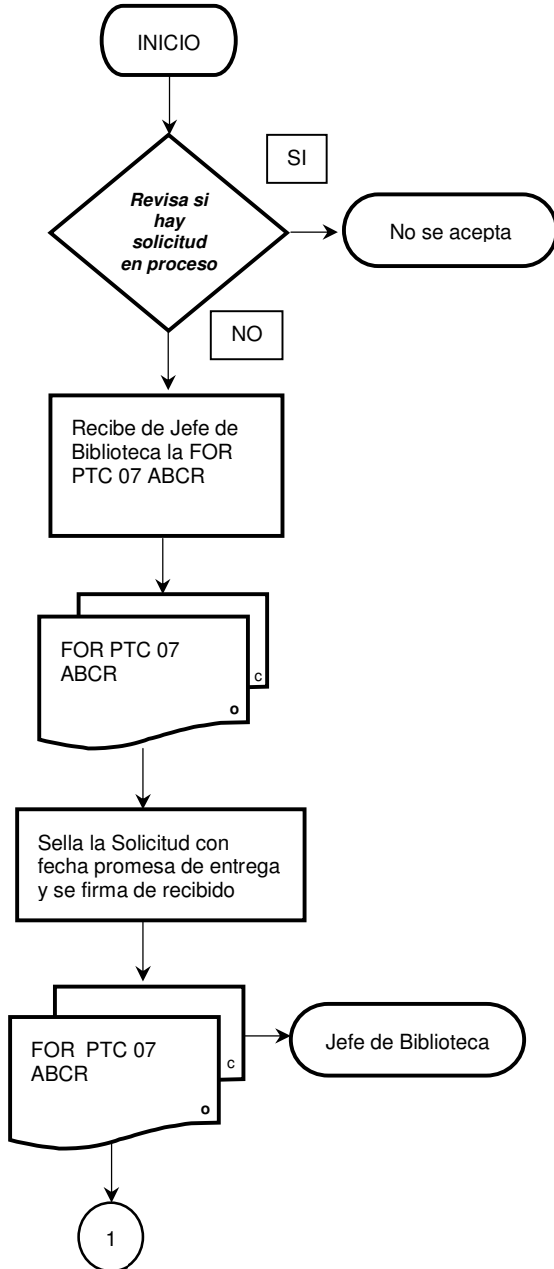 INICIO
SI
Revisa si
hay
solicitud
en proceso
No se acepta
NO
Recibe de Jefe de
Biblioteca la FOR
PTC 07 ABCR
FOR PTC 07
ABCR
c
o
Sella la Solicitud con
fecha promesa de entrega
y se firma de recibido
FOR PTC 07
ABCR
c
o
Jefe de Biblioteca
1